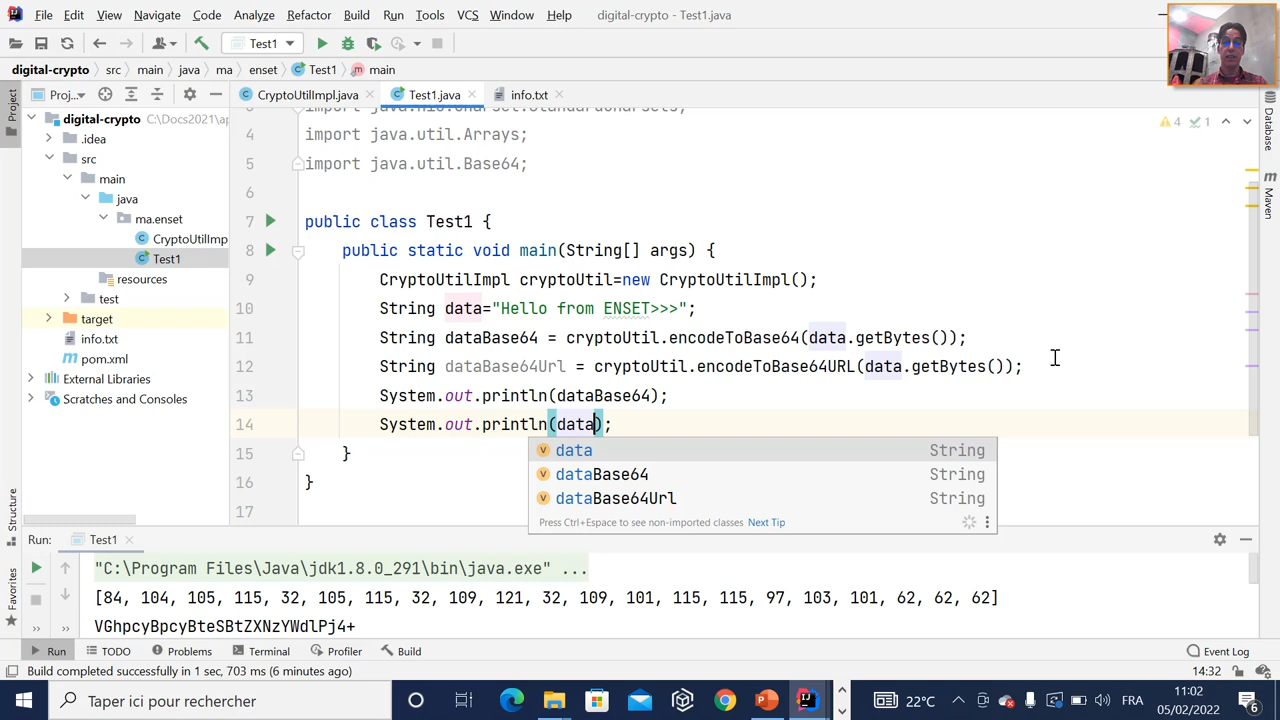 File Edit View Navigate Code Analyze Refactor Build Run Tools VCS Window Help digital-crypto - Test1.java
Test1
digital-crypto src main java ma enset Test1 main
Proj... CryptoUtilImpl.java Test1.java info.txt
Project
Structure
Favorites
Database
Maven
digital-crypto C:\Docs2021\a
.idea
src
main
java
ma.enset
CryptoUtilImp
Test1
resources
test
target
info.txt
pom.xml
External Libraries
Scratches and Consoles
4 1
4 import java.util.Arrays;
5 import java.util.Base64;
6
7 public class Test1 {
8 public static void main(String[] args) {
9 CryptoUtilImpl cryptoUtil=new CryptoUtilImpl();
10 String data="Hello from ENSET>>>";
11 String dataBase64 = cryptoUtil.encodeToBase64(data.getBytes());
12 String dataBase64Url = cryptoUtil.encodeToBase64URL(data.getBytes());
13 System.out.println(dataBase64);
14 System.out.println(data);
15 }
16 }
17
data String
dataBase64 String
dataBase64Url String
Press Ctrl+Espace to see non-imported classes Next Tip
Run: Test1
"C:\Program Files\Java\jdk1.8.0_291\bin\java.exe" ...
[84, 104, 105, 115, 32, 105, 115, 32, 109, 121, 32, 109, 101, 115, 115, 97, 103, 101, 62, 62, 62]
VGhpcyBpcyBteSBtZXNzYWdlPj4+
Run TODO Problems Terminal Profiler Build Event Log
Build completed successfully in 1 sec, 703 ms (6 minutes ago) 14:32
Taper ici pour rechercher
22°C
FRA
11:02
05/02/2022
6